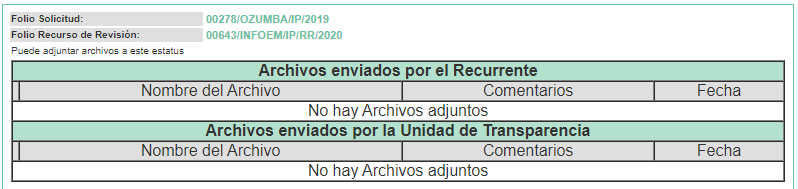 Folio Solicitud: 00278/OZUMBA/IP/2019
Folio Recurso de Revisión: 00643/INFOEM/IP/RR/2020
Puede adjuntar archivos a este estatus
Archivos enviados por el Recurrente
Nombre del Archivo Comentarios Fecha
No hay Archivos adjuntos
Archivos enviados por la Unidad de Transparencia
Nombre del Archivo Comentarios Fecha
No hay Archivos adjuntos